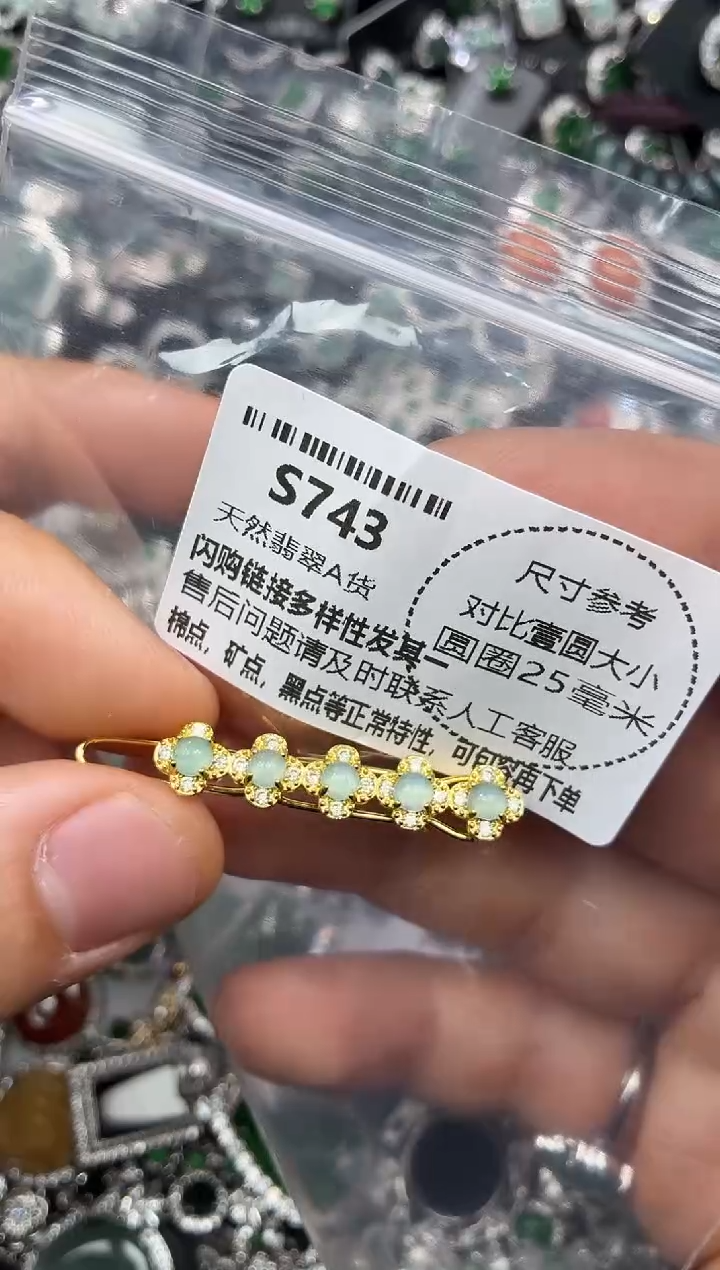 S743
天然翡翠A货
闪购链接多样性发其一
售后问题请及时联系人工客服
棉点,矿点,黑点等正常特性,可包容再下单
尺寸参考
对比壹圆大小
圆圈25毫米